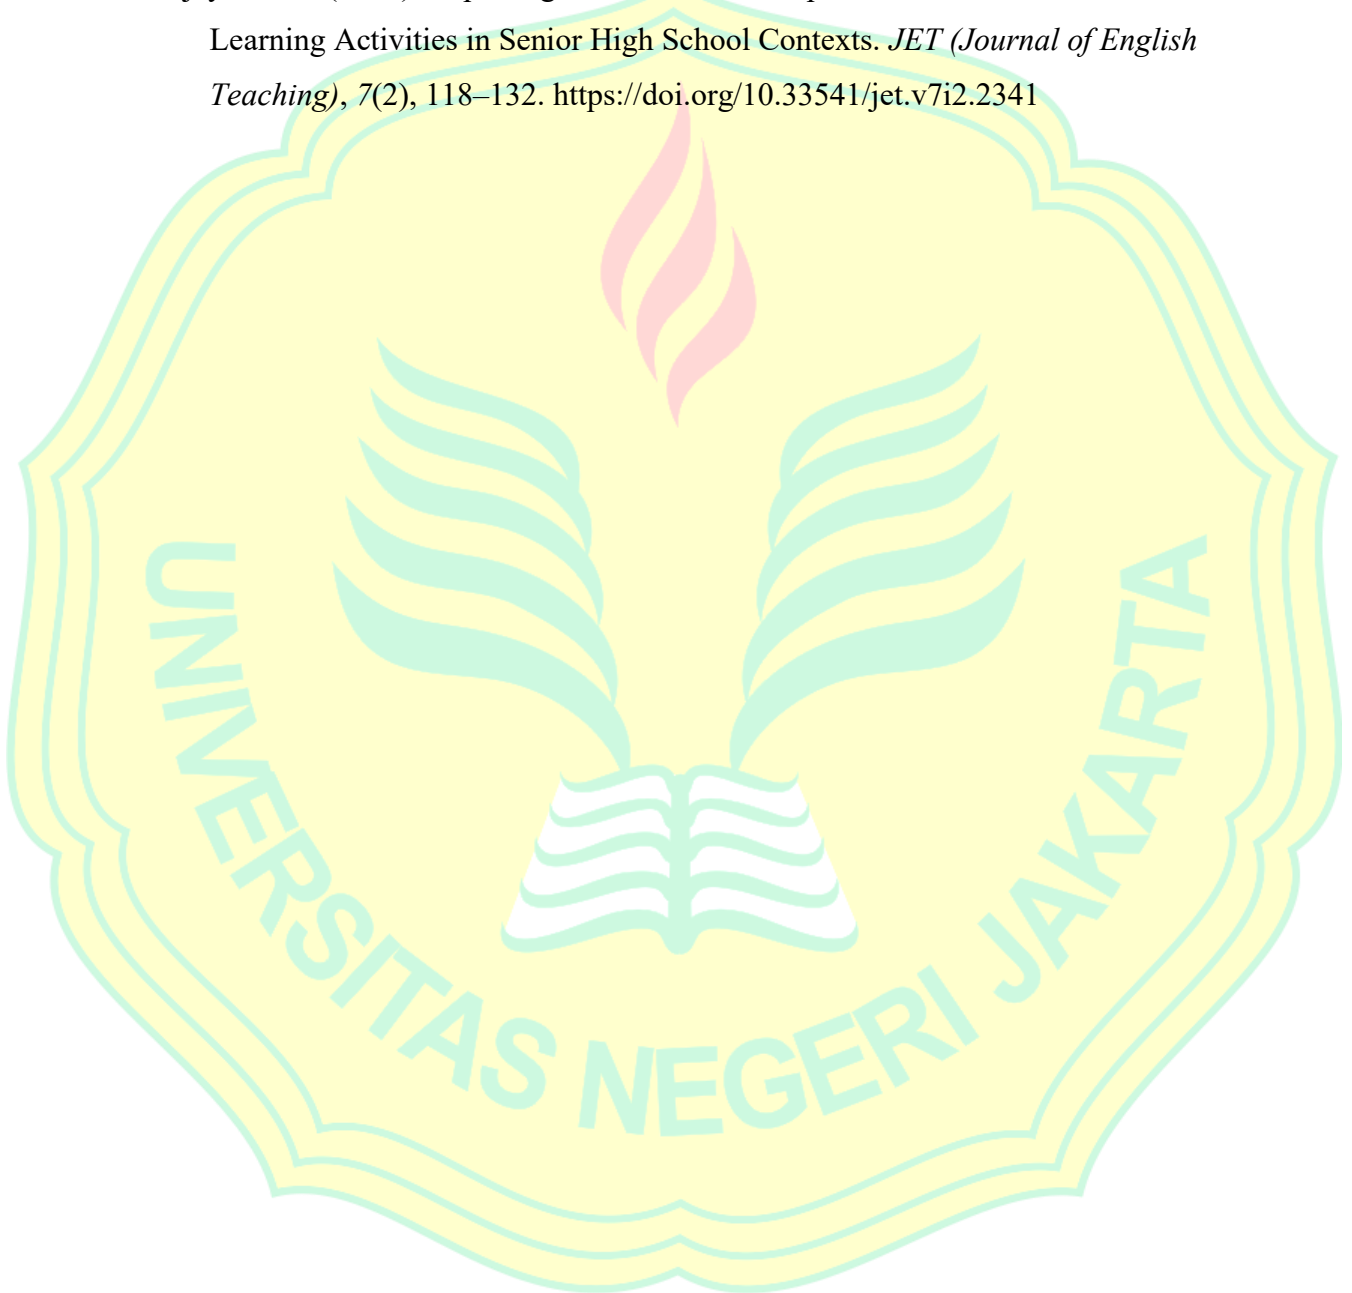 Learning Activities in Senior High School Contexts. JET (Journal of English
Teaching), 7(2), 118–132. https://doi.org/10.33541/jet.v7i2.2341
UNIVERSITAS NEGERI JAKARTA